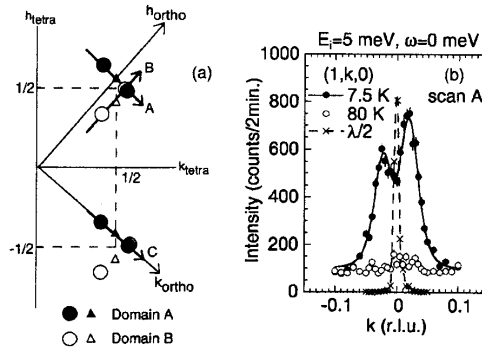 h_tetra
h_ortho
(a)
B
A
1/2
1/2
k_tetra
-1/2
C
k_ortho
Domain A
Domain B
E_i=5 meV, ω=0 meV
(1,k,0)
(b)
7.5 K
scan A
80 K
λ/2
Intensity (counts/2min.)
1000
800
600
400
200
0
-0.1
0
0.1
k (r.l.u.)